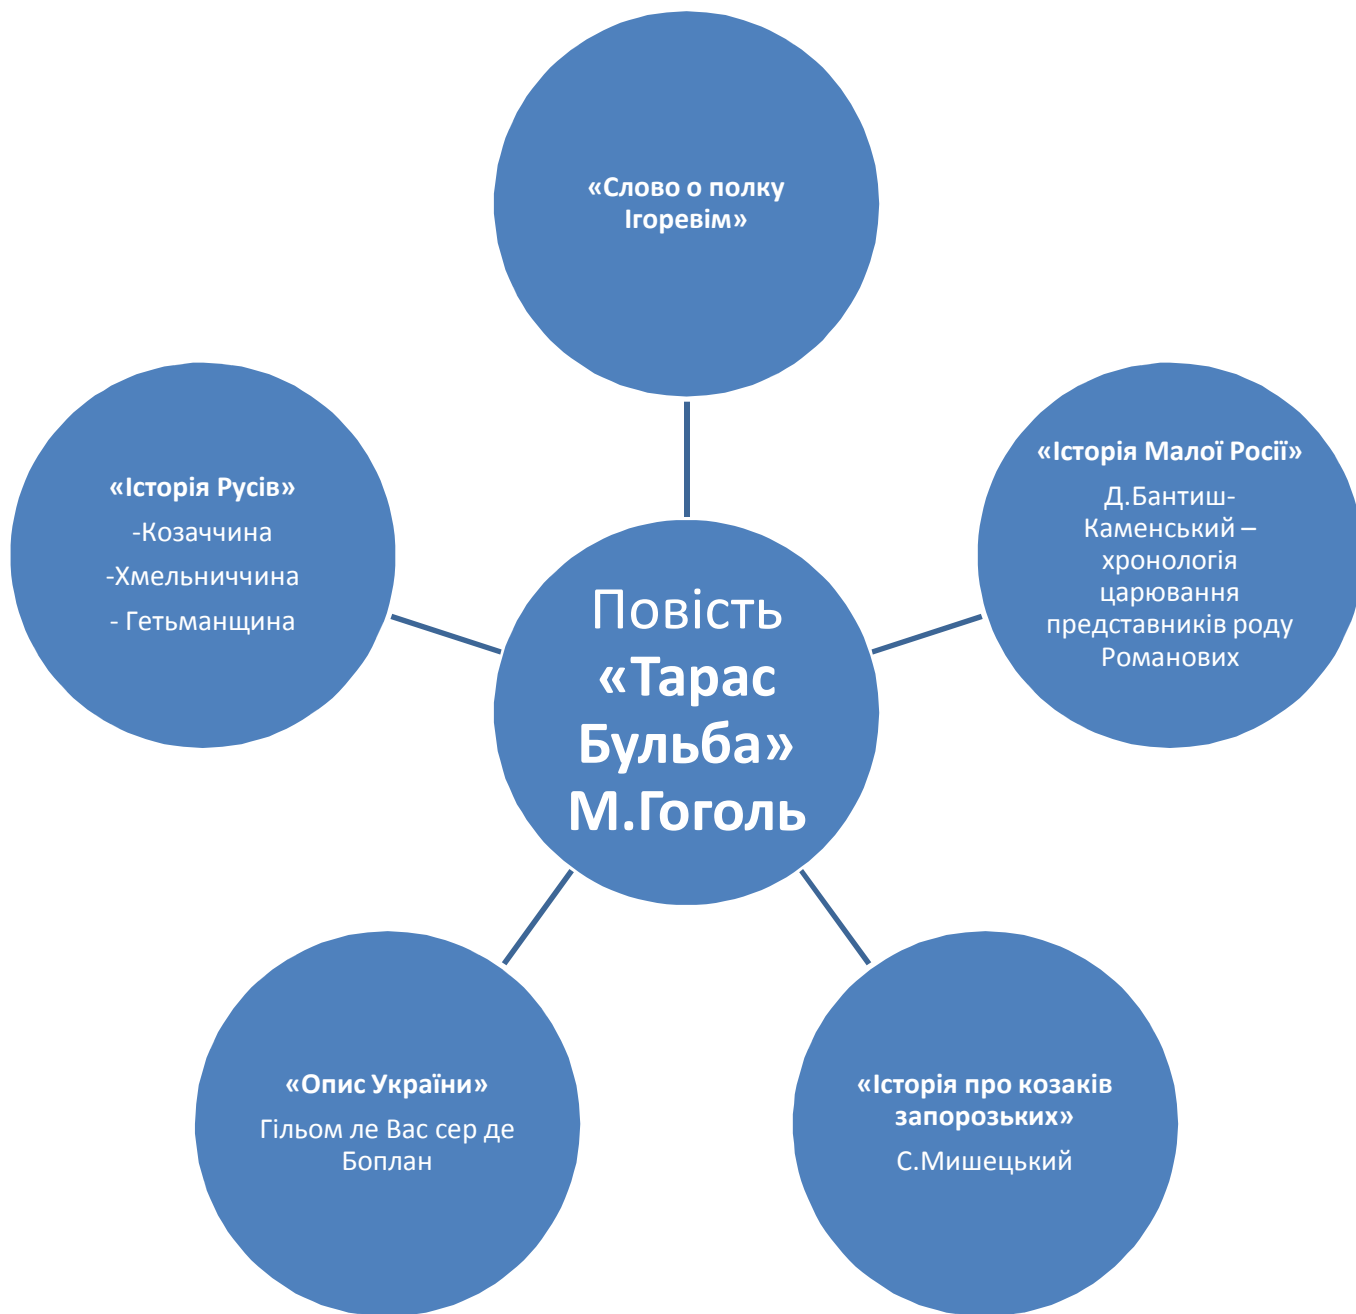 «Слово о полку
Ігоревім»
«Історія Малої Росії»
Д.Бантиш-
Каменський –
хронологія
царювання
представників роду
Романових
«Історія про козаків
запорозьких»
С.Мишецький
«Опис України»
Гільом ле Вас сер де
Боплан
«Історія Русів»
-Козаччина
-Хмельниччина
- Гетьманщина
Повість
«Тарас
Бульба»
М.Гоголь